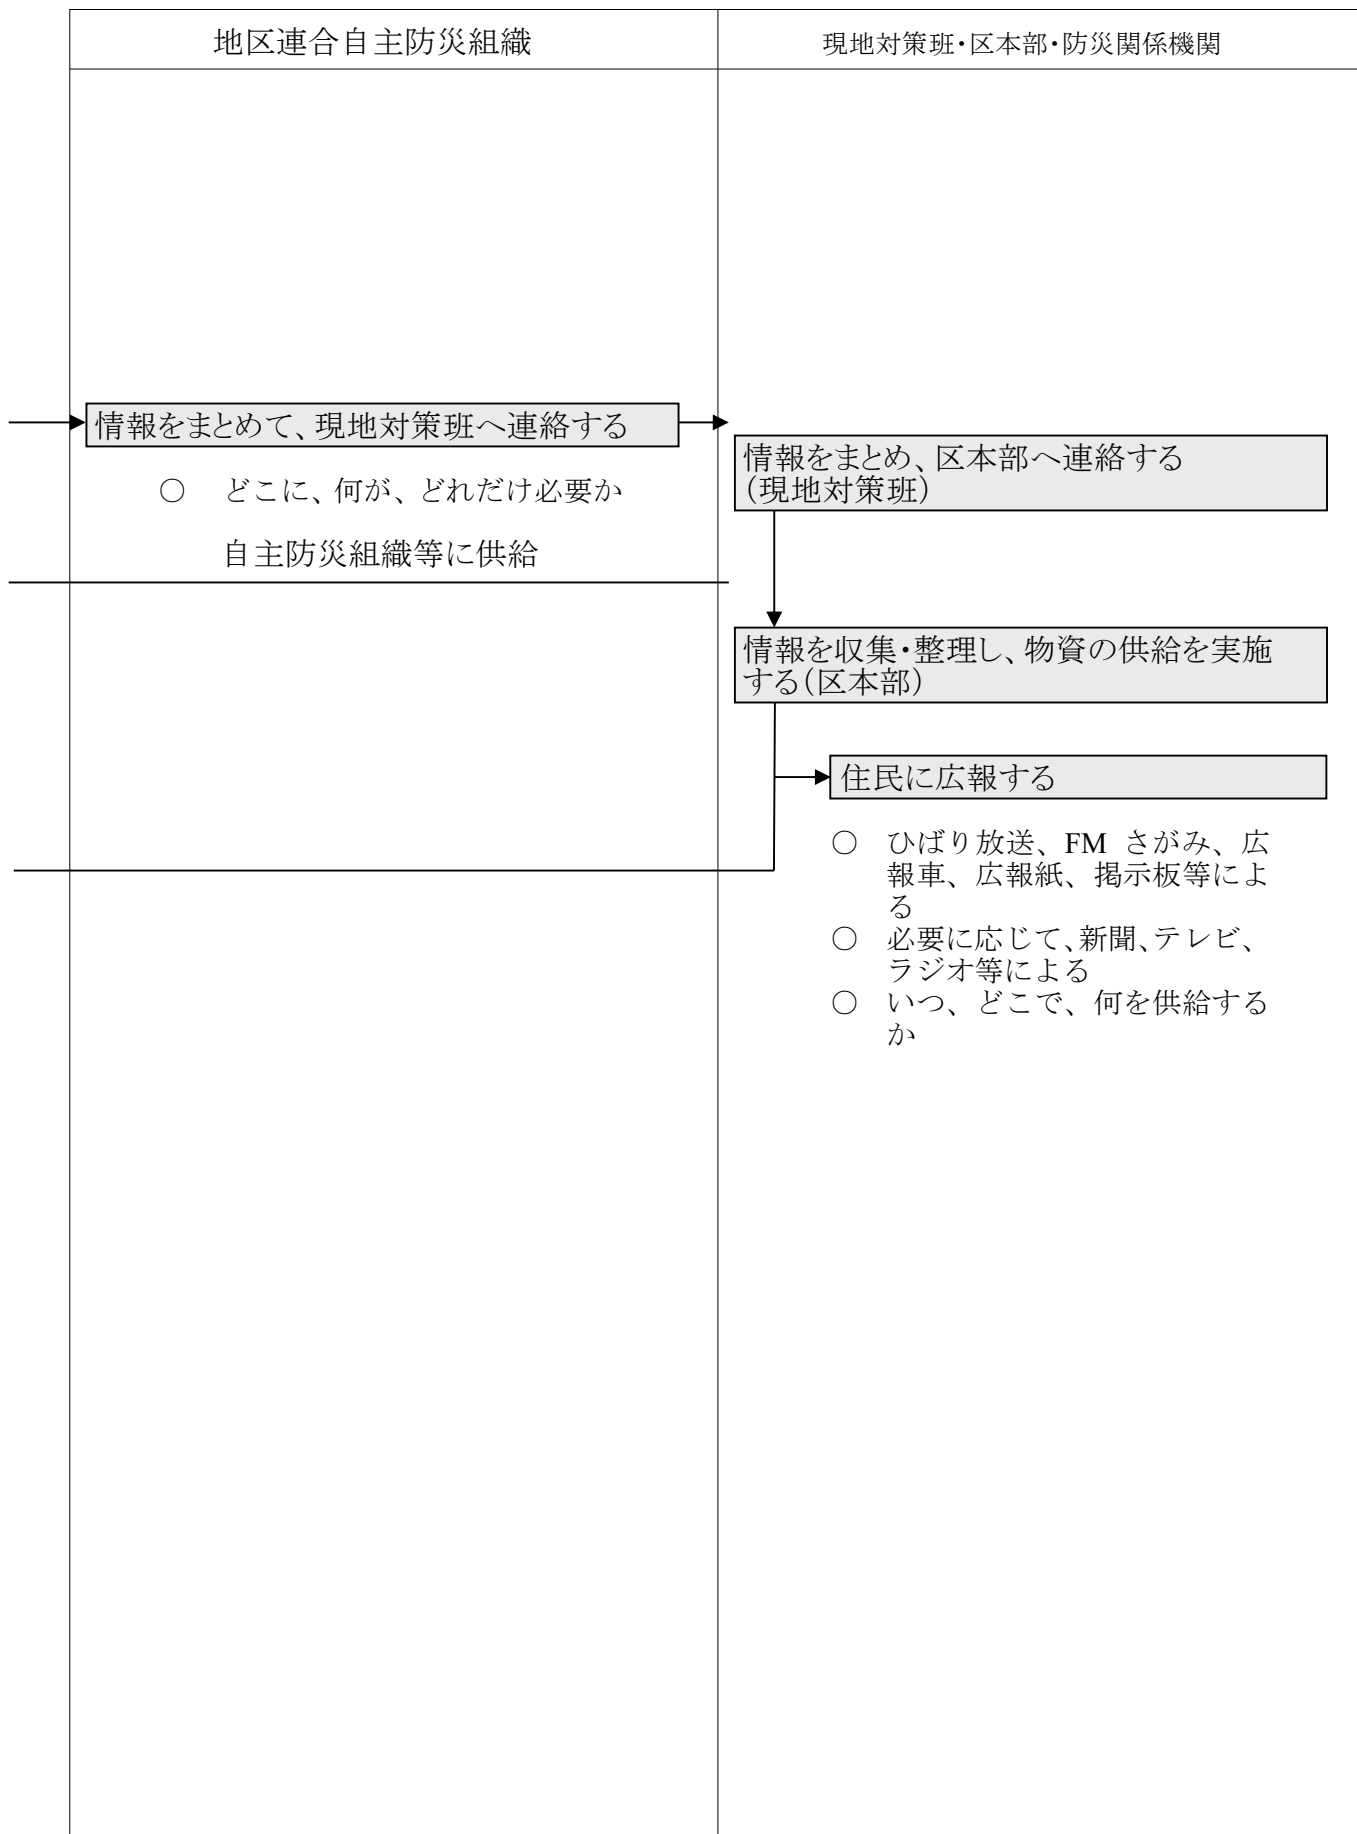 地区連合自主防災組織
現地対策班・区本部・防災関係機関
情報をまとめて、現地対策班へ連絡する
○ どこに、何が、どれだけ必要か
自主防災組織等に供給
情報をまとめ、区本部へ連絡する
（現地対策班）
情報を収集・整理し、物資の供給を実施
する（区本部）
住民に広報する
○ ひばり放送、FM さがみ、広
報車、広報紙、掲示板等によ
る
○ 必要に応じて、新聞、テレビ、
ラジオ等による
○ いつ、どこで、何を供給する
か